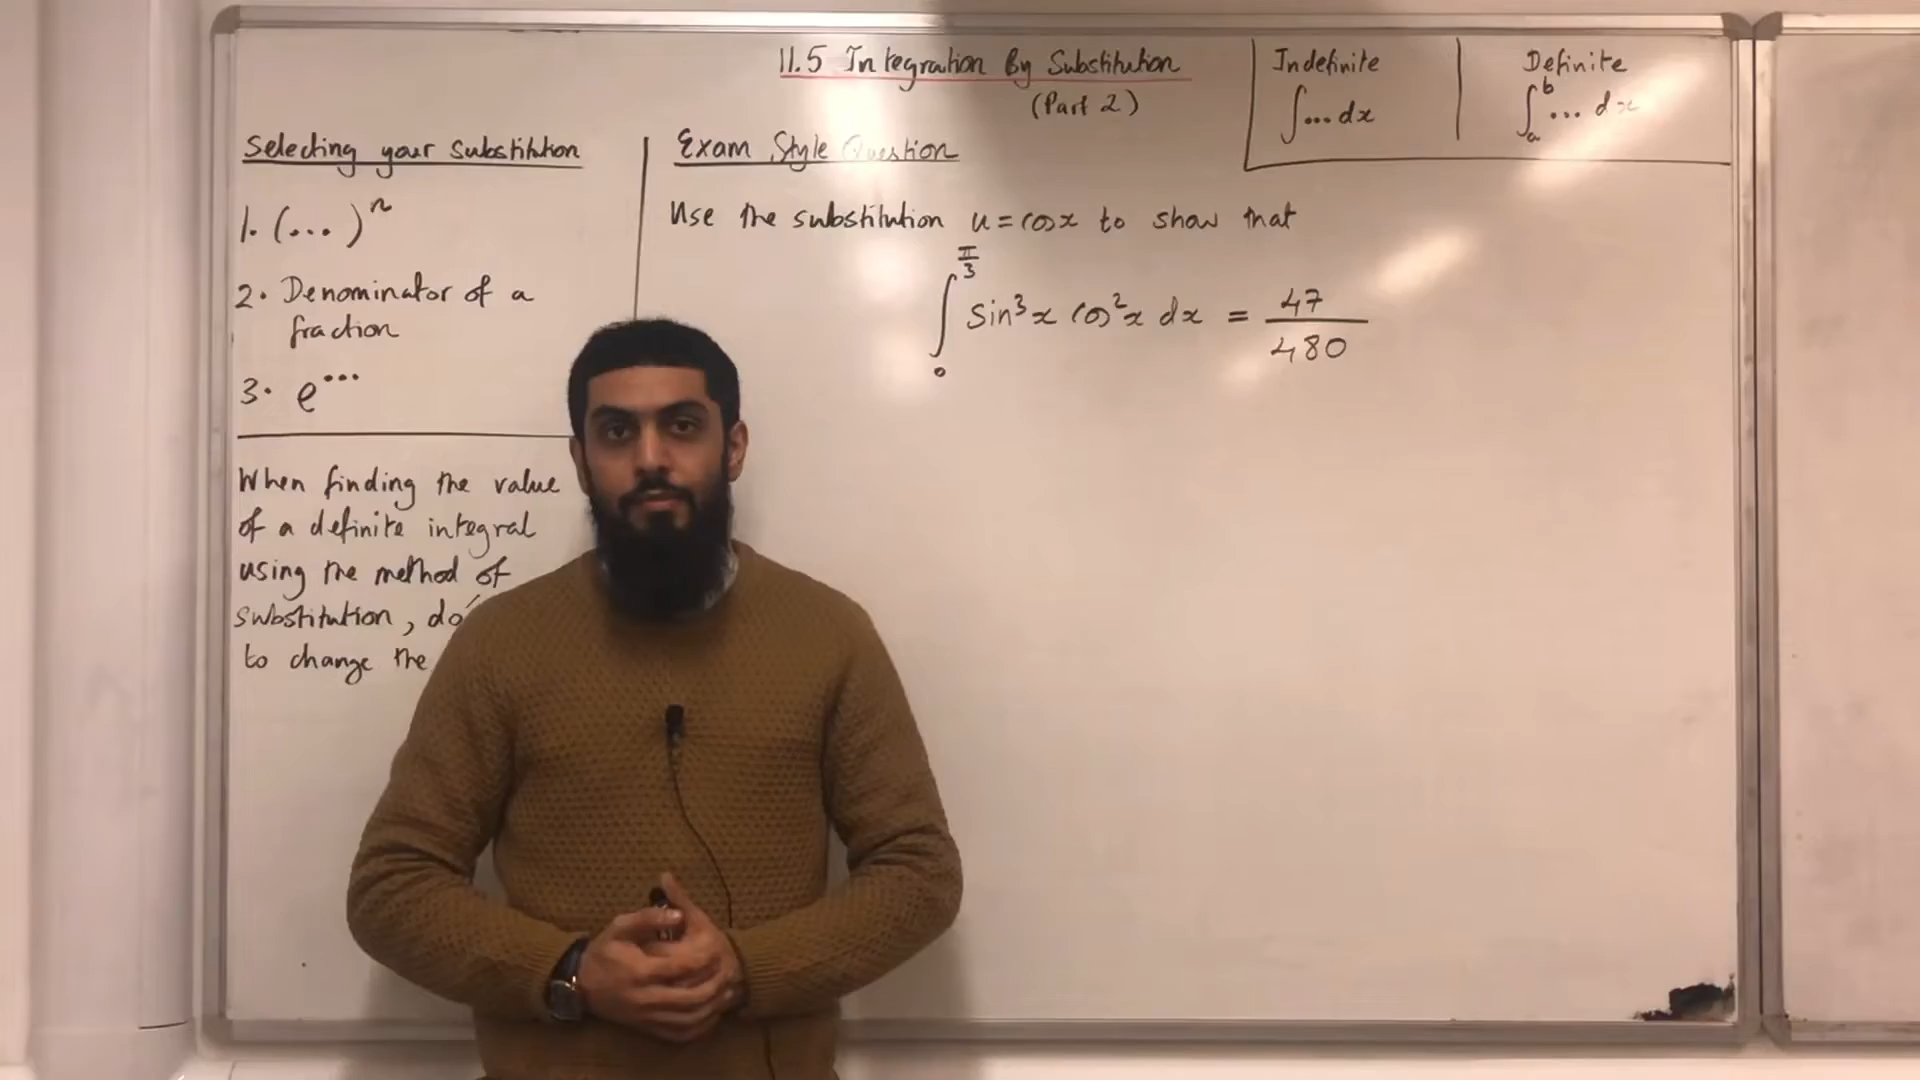 11.5 Integration By Substitution
(Part 2)
Indefinite
∫...dx
Definite
∫ₐᵇ... dx
Selecting your substitution
1. (...)ⁿ
2. Denominator of a
fraction
3. e^...
When finding the value
of a definite integral
using the method of
substitution,
to change the
Exam Style Question
Use the substitution u = cosx to show that
∫₀^(π/3) sin³x cos²x dx = 47/480